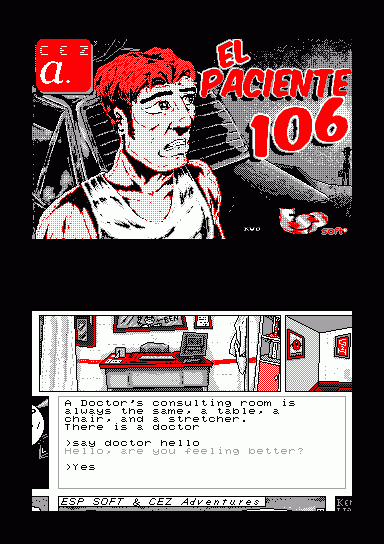 CEZ
a.
EL
PACIENTE
106
KWO
ESP
soft
A Doctor's consulting room is
always the same, a table, a
chair, and a stretcher.
There is a doctor
>say doctor hello
Hello, are you feeling better?
>Yes
ESP SOFT & CEZ Adventures